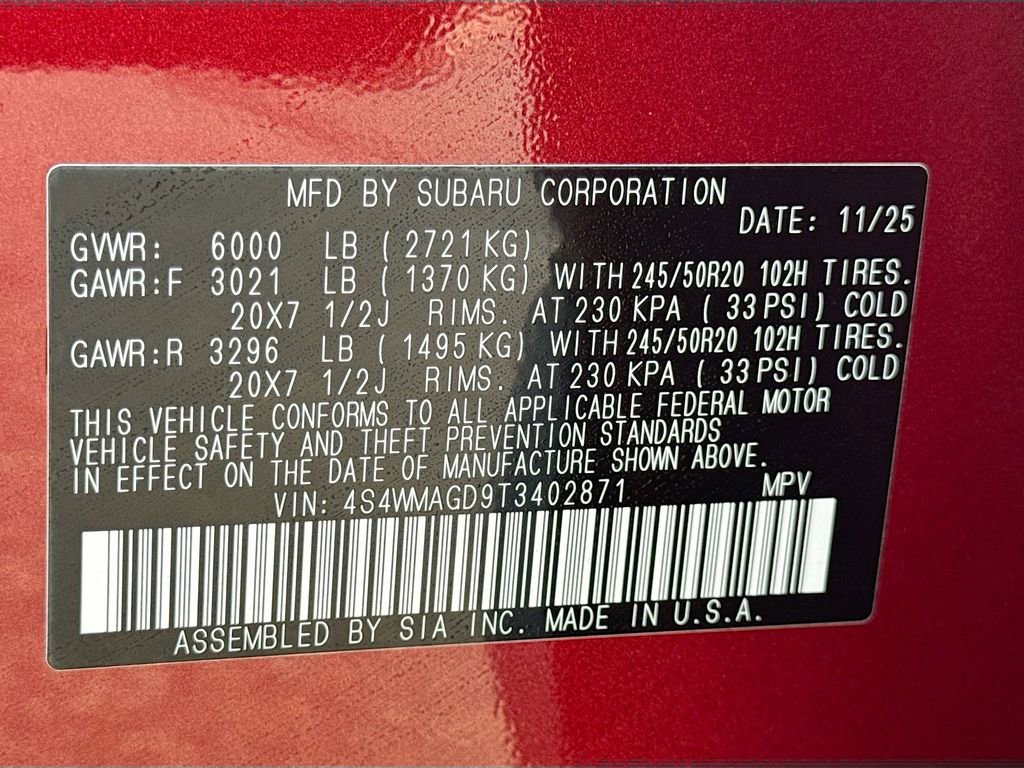 MFD BY SUBARU CORPORATION
DATE: 11/25
GVWR: 6000 LB ( 2721 KG)
GAWR:F 3021 LB ( 1370 KG) WITH 245/50R20 102H TIRES.
20X7 1/2J RIMS. AT 230 KPA ( 33 PSI) COLD
GAWR:R 3296 LB ( 1495 KG) WITH 245/50R20 102H TIRES.
20X7 1/2J RIMS. AT 230 KPA ( 33 PSI) COLD
THIS VEHICLE CONFORMS TO ALL APPLICABLE FEDERAL MOTOR
VEHICLE SAFETY AND THEFT PREVENTION STANDARDS
IN EFFECT ON THE DATE OF MANUFACTURE SHOWN ABOVE.
VIN: 4S4WMAGD9T3402871 MPV
ASSEMBLED BY SIA INC. MADE IN U.S.A.